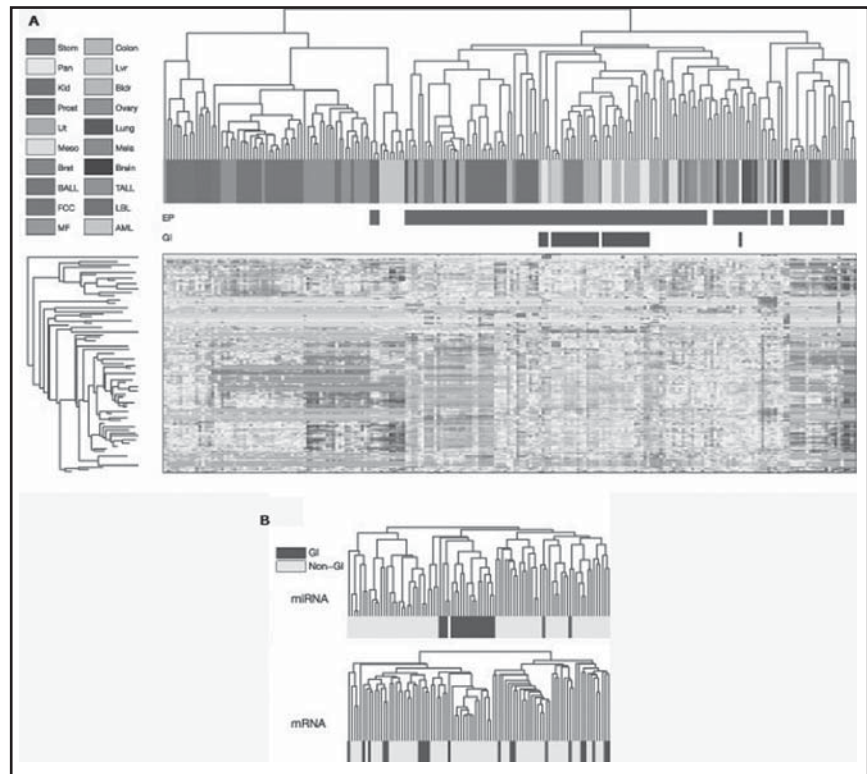 A
Stom Colon
Pan Lvr
Kid Bldr
Prost Ovary
Ut Lung
Meso Mela
Brst Brain
BALL TALL
FCC LBL
MF AML
EP
GI
B
GI
Non-GI
miRNA
mRNA